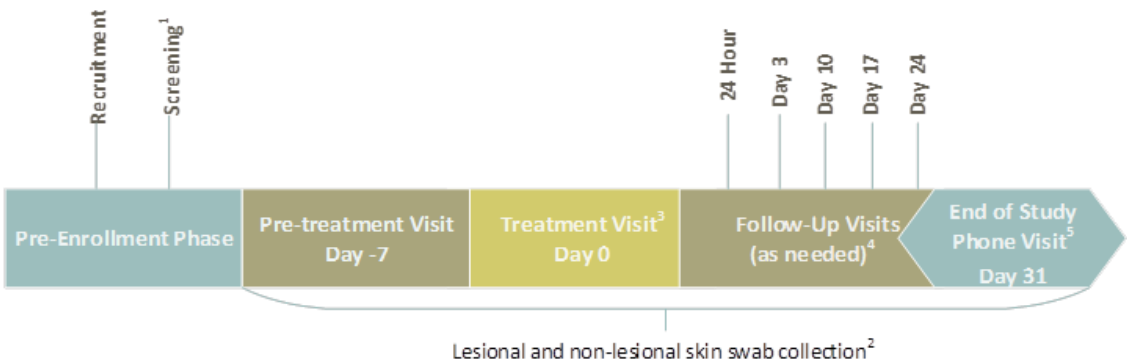 Recruitment
Screening1
24 Hour
Day 3
Day 10
Day 17
Day 24
Pre-Enrollment Phase
Pre-treatment Visit
Day -7
Treatment Visit3
Day 0
Follow-Up Visits
(as needed)4
End of Study
Phone Visit5
Day 31
Lesional and non-lesional skin swab collection2